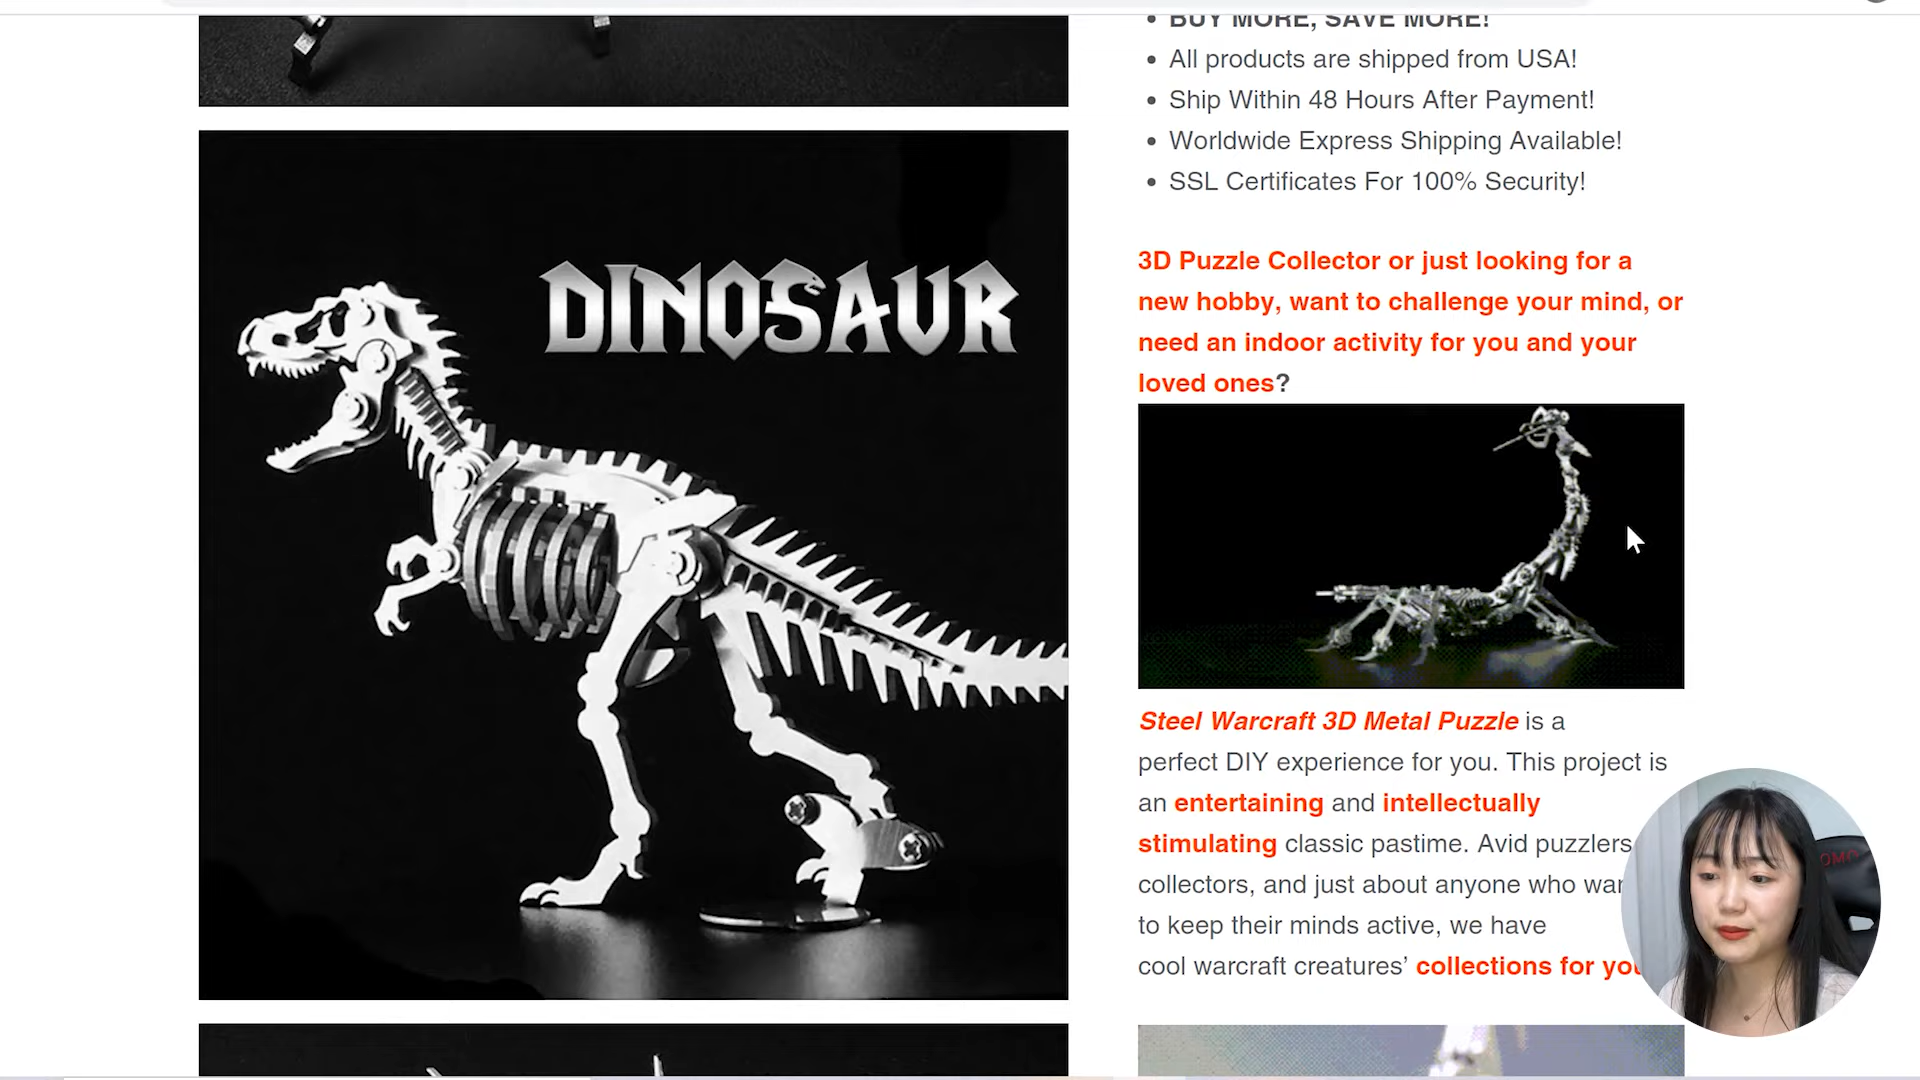 BUY MORE, SAVE MORE!
All products are shipped from USA!
Ship Within 48 Hours After Payment!
Worldwide Express Shipping Available!
SSL Certificates For 100% Security!
DINOSAUR
3D Puzzle Collector or just looking for a
new hobby, want to challenge your mind, or
need an indoor activity for you and your
loved ones?
Steel Warcraft 3D Metal Puzzle is a
perfect DIY experience for you. This project is
an entertaining and intellectually
stimulating classic pastime. Avid puzzlers
collectors, and just about anyone who
to keep their minds active, we have
cool warcraft creatures’ collections for